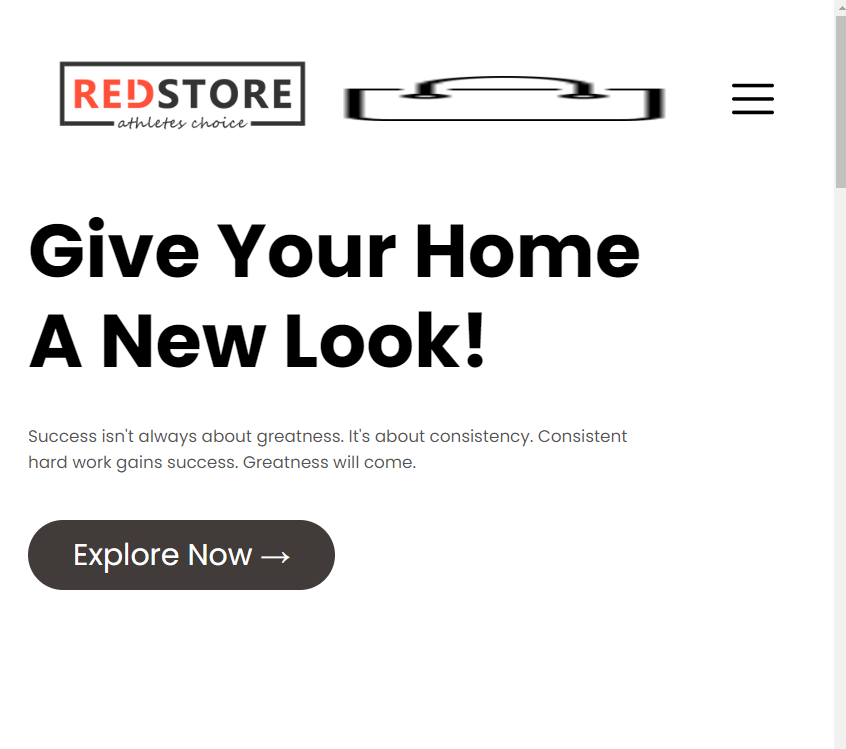 REDSTORE
athletes choice
Give Your Home
A New Look!
Success isn't always about greatness. It's about consistency. Consistent
hard work gains success. Greatness will come.
Explore Now →